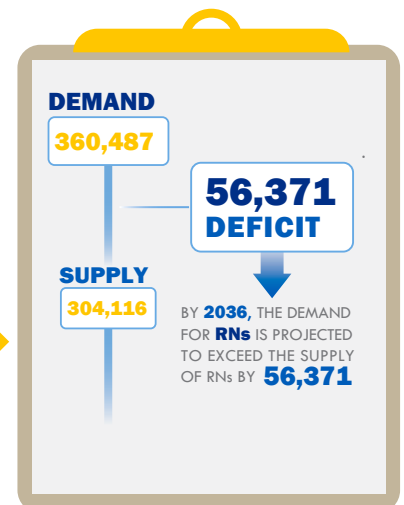 DEMAND
360,487
56,371
DEFICIT
SUPPLY
304,116
BY 2036, THE DEMAND
FOR RNs IS PROJECTED
TO EXCEED THE SUPPLY
OF RNs BY 56,371